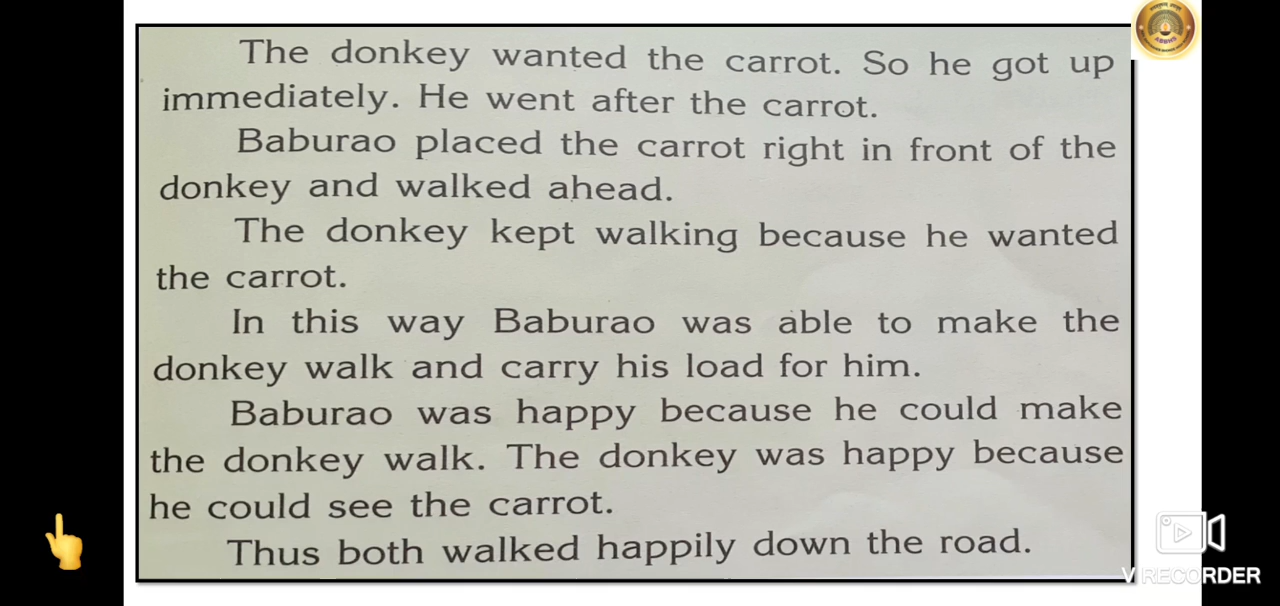 The donkey wanted the carrot. So he got up
immediately. He went after the carrot.
Baburao placed the carrot right in front of the
donkey and walked ahead.
The donkey kept walking because he wanted
the carrot.
In this way Baburao was able to make the
donkey walk and carry his load for him.
Baburao was happy because he could make
the donkey walk. The donkey was happy because
he could see the carrot.
Thus both walked happily down the road.
V RECORDER